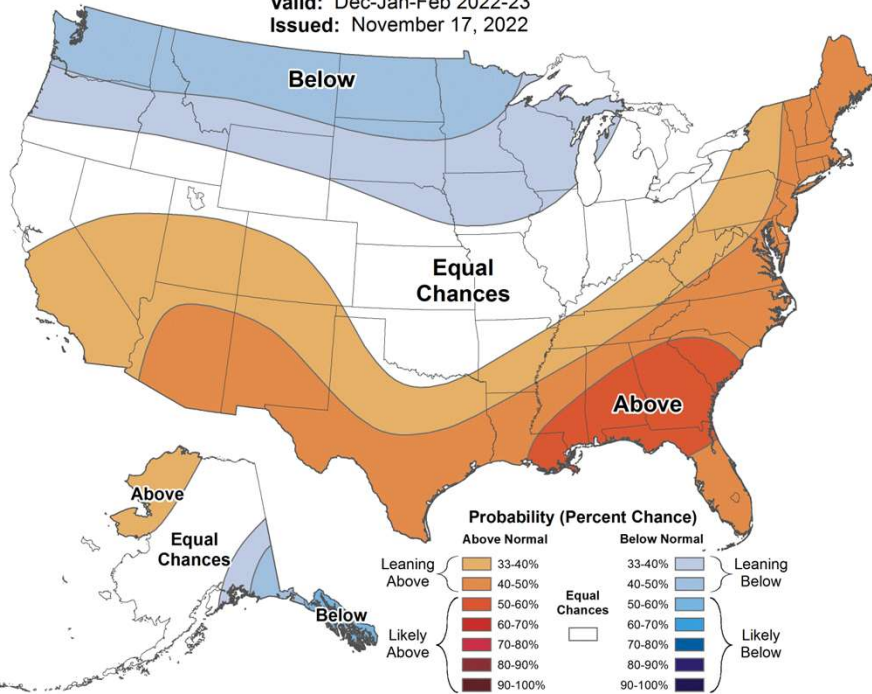 Valid: Dec-Jan-Feb 2022-23
Issued: November 17, 2022
Below
Equal
Chances
Above
Above
Equal
Chances
Below
Probability (Percent Chance)
Above Normal
Below Normal
Leaning
Above
33-40%
40-50%
50-60%
60-70%
70-80%
80-90%
90-100%
Likely
Above
Equal
Chances
33-40%
40-50%
50-60%
60-70%
70-80%
80-90%
90-100%
Leaning
Below
Likely
Below